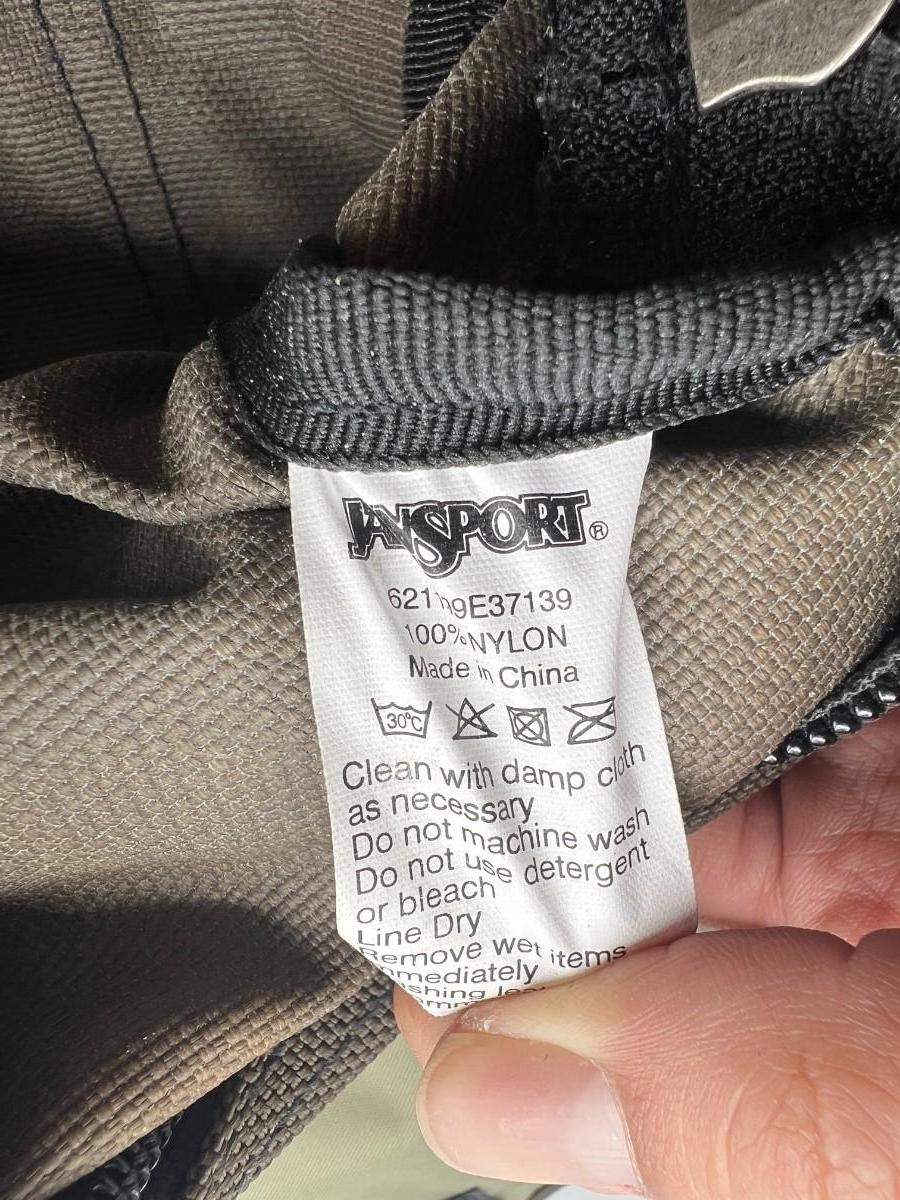 JANSPORT®
100% NYLON
Made in China
30°C
Clean with damp cloth
as necessary
Do not machine wash
Do not use detergent
or bleach
Line Dry
Remove wet items